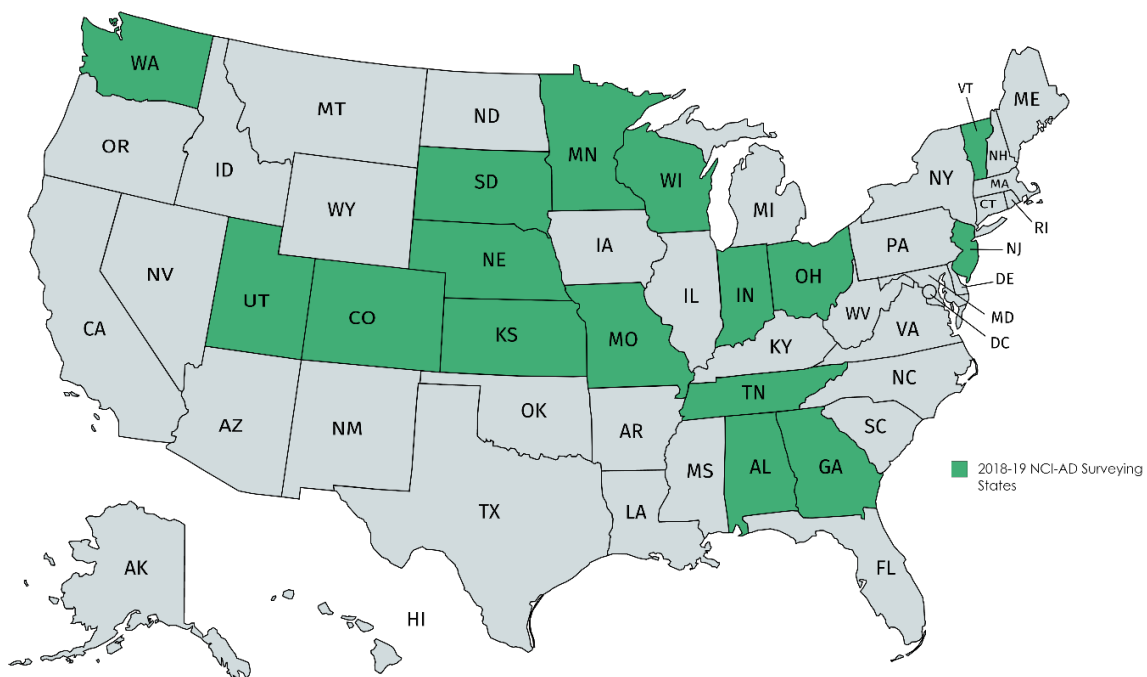 WA
MT
ND
VT
ME
OR
MN
ID
SD
WI
NH
NY
MA
WY
MI
CT
RI
IA
PA
NJ
NE
NV
OH
DE
UT
IL
IN
CO
WV
MD
CA
KS
MO
VA
DC
KY
NC
TN
OK
AZ
NM
AR
SC
MS
AL
GA
2018-19 NCI-AD Surveying
States
TX
LA
AK
FL
HI